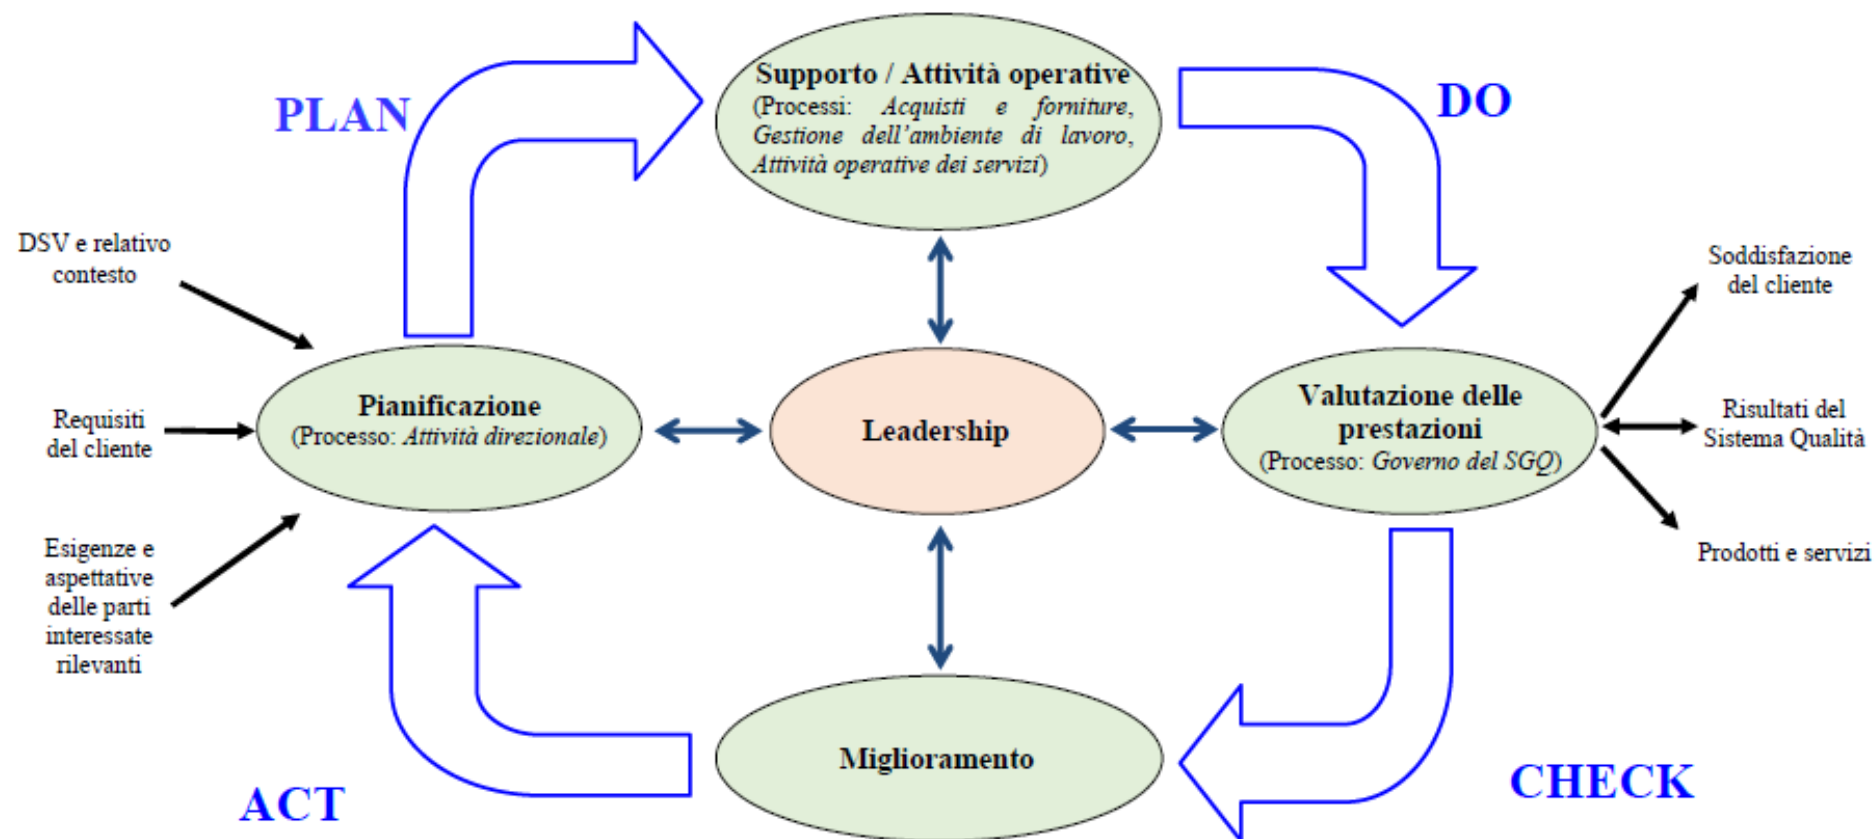 Supporto / Attività operative
(Processi: Acquisti e forniture,
Gestione dell’ambiente di lavoro,
Attività operative dei servizi)
PLAN
DO
DSV e relativo
contesto
Requisiti
del cliente
Esigenze e
aspettative
delle parti
interessate
rilevanti
Pianificazione
(Processo: Attività direzionale)
Leadership
Valutazione delle
prestazioni
(Processo: Governo del SGQ)
Soddisfazione
del cliente
Risultati del
Sistema Qualità
Prodotti e servizi
Miglioramento
ACT
CHECK